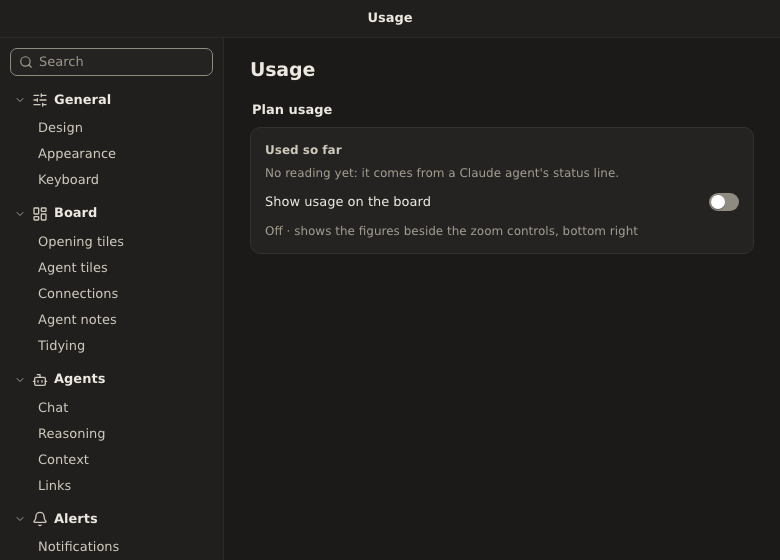 Usage
Search
General
Design
Appearance
Keyboard
Board
Opening tiles
Agent tiles
Connections
Agent notes
Tidying
Agents
Chat
Reasoning
Context
Links
Alerts
Notifications
Usage
Plan usage
Used so far
No reading yet: it comes from a Claude agent's status line.
Show usage on the board
Off · shows the figures beside the zoom controls, bottom right